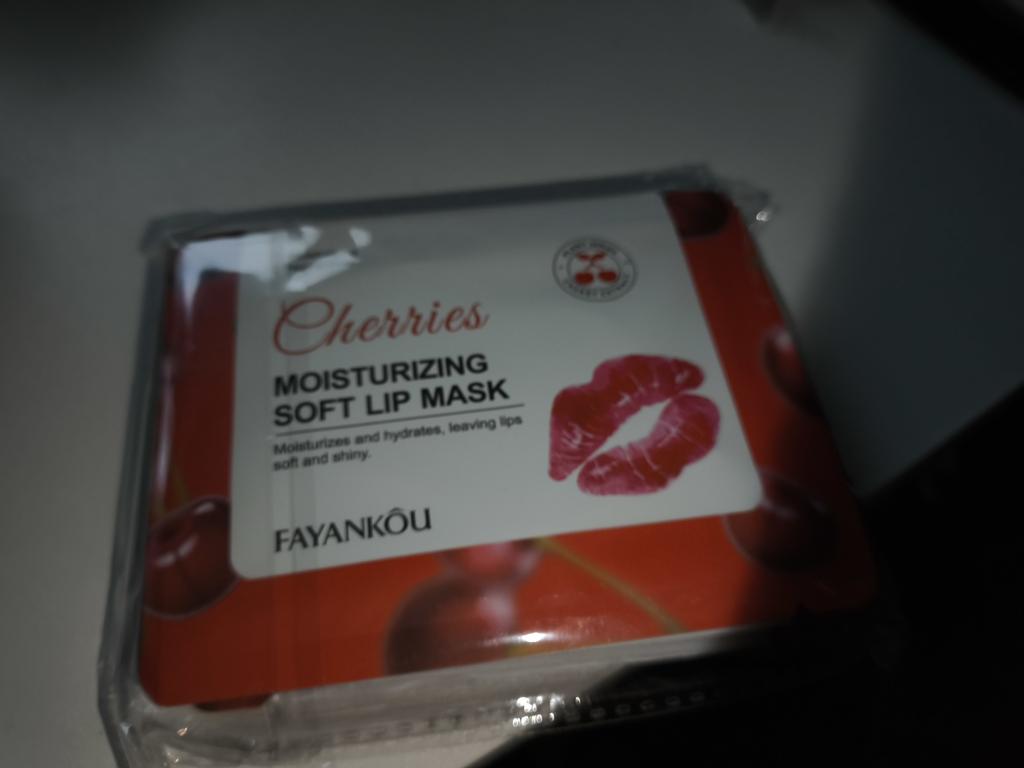 Cherries
MOISTURIZING
SOFT LIP MASK
Moisturizes and hydrates, leaving lips
soft and shiny.
FAYANKÔU